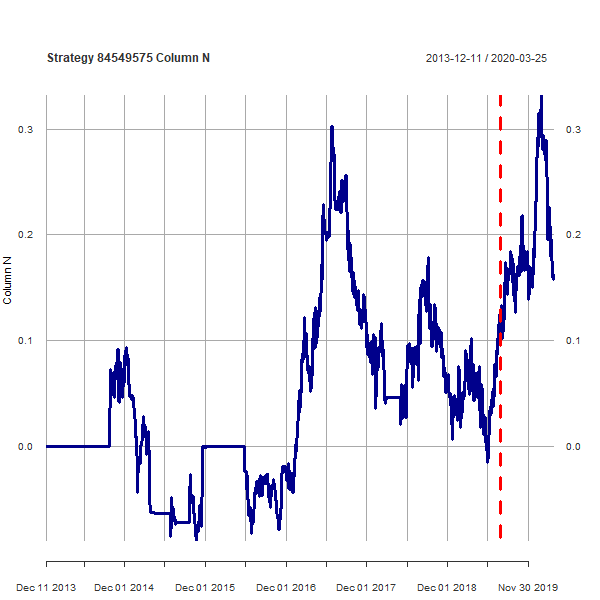 Strategy 84549575 Column N
2013-12-11 / 2020-03-25
0.3
0.3
0.2
0.2
0.1
0.1
0.0
0.0
Column N
Dec 11 2013
Dec 01 2014
Dec 01 2015
Dec 01 2016
Dec 01 2017
Dec 01 2018
Nov 30 2019